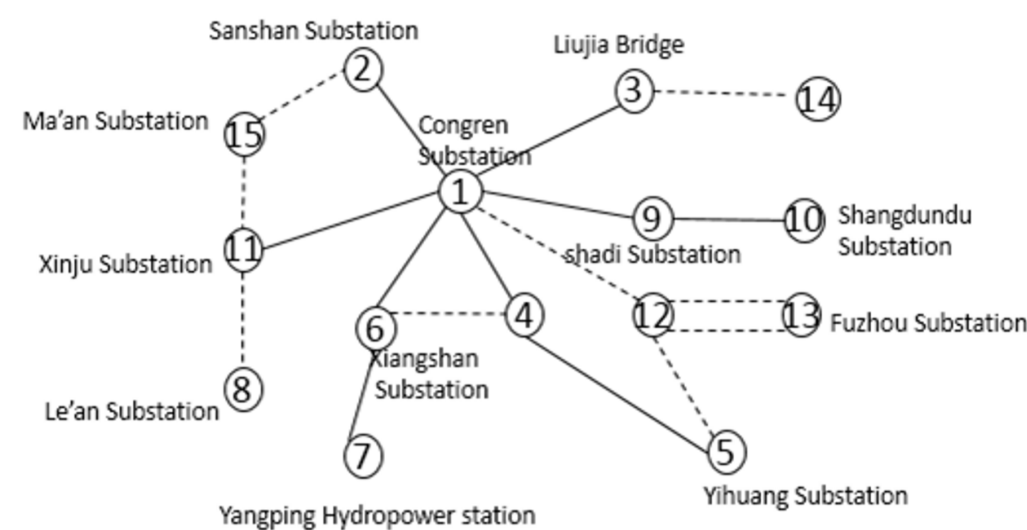 Sanshan Substation
2
Liujia Bridge
3
14
Ma'an Substation
15
Congren
Substation
1
9
10
Shangdundu
Substation
shadi Substation
11
Xinju Substation
6
4
12
13
Fuzhou Substation
Xiangshan
Substation
8
Le'an Substation
7
5
Yihuang Substation
Yangping Hydropower station